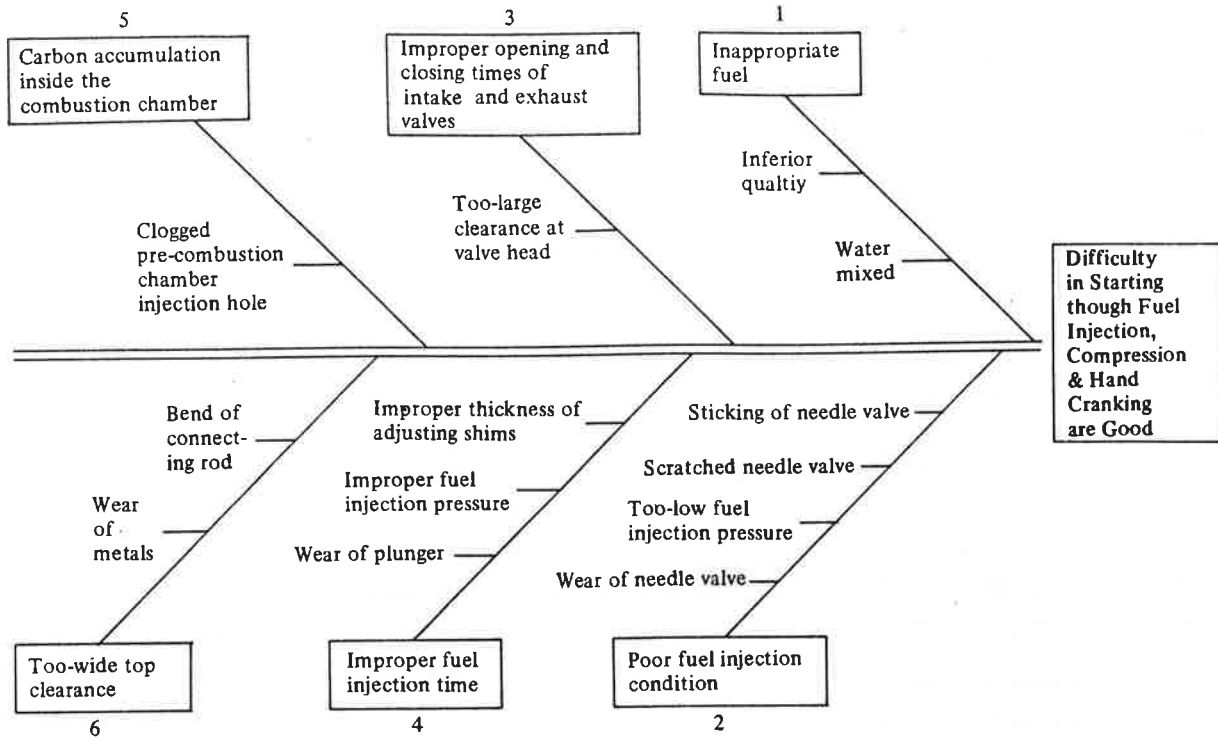 5
Carbon accumulation
inside the
combustion chamber
3
Improper opening and
closing times of
intake and exhaust
valves
1
Inappropriate
fuel
Inferior
qualtiy
Water
mixed
Too-large
clearance at
valve head
Clogged
pre-combustion
chamber
injection hole
Difficulty
in Starting
though Fuel
Injection,
Compression
& Hand
Cranking
are Good
Bend of
connect-
ing rod
Wear
of
metals
Improper thickness of
adjusting shims
Improper fuel
injection pressure
Wear of plunger
Sticking of needle valve
Scratched needle valve
Too-low fuel
injection pressure
Wear of needle valve
Too-wide top
clearance
6
Improper fuel
injection time
4
Poor fuel injection
condition
2